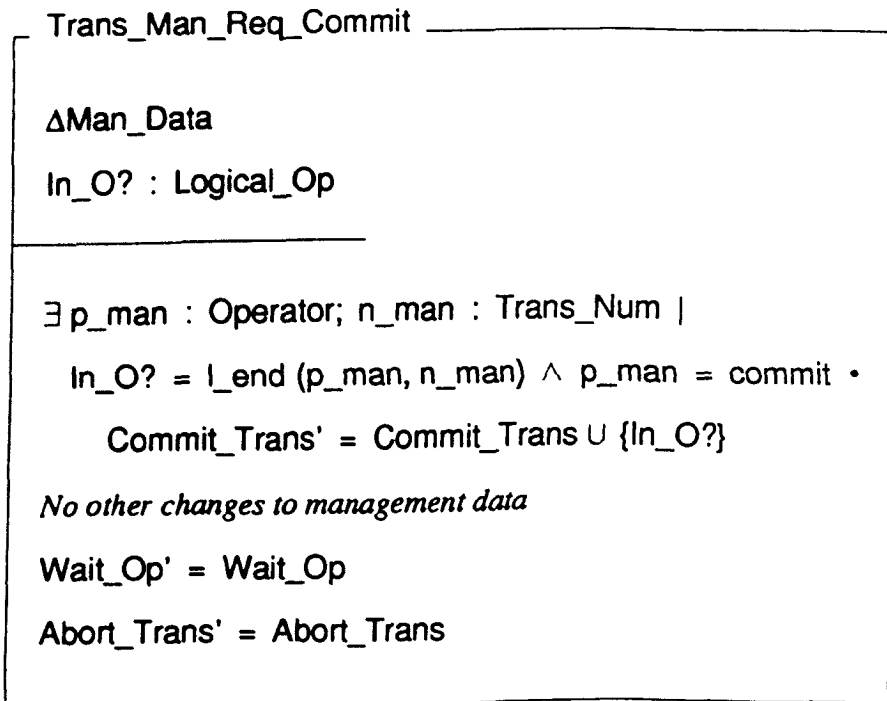 Trans_Man_Req_Commit
ΔMan_Data
In_O? : Logical_Op
∃ p_man : Operator; n_man : Trans_Num |
In_O? = l_end (p_man, n_man) ∧ p_man = commit •
Commit_Trans' = Commit_Trans ∪ {In_O?}
No other changes to management data
Wait_Op' = Wait_Op
Abort_Trans' = Abort_Trans